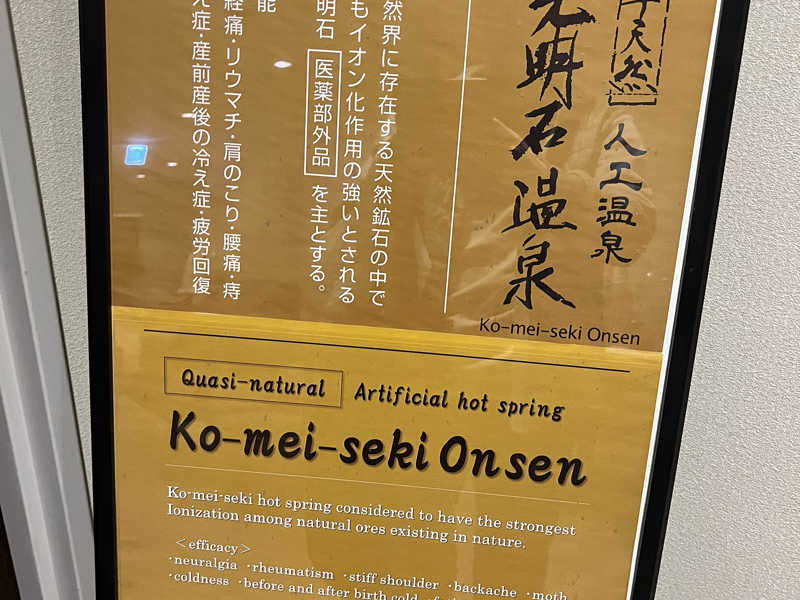 準天然
人工温泉
光明石温泉
Ko-mei-seki Onsen
然界に存在する天然鉱石の中で
もイオン化作用の強いとされる
明石 医薬部外品 を主とする。
能
経痛・リウマチ・肩のこり・腰痛・痔
え症・産前産後の冷え症・疲労回復
Quasi-natural Artificial hot spring
Ko-mei-seki Onsen
Ko-mei-seki hot spring considered to have the strongest
Ionization among natural ores existing in nature.
＜efficacy＞
・neuralgia ・rheumatism ・stiff shoulder ・backache ・moth
・coldness ・before and after birth cold